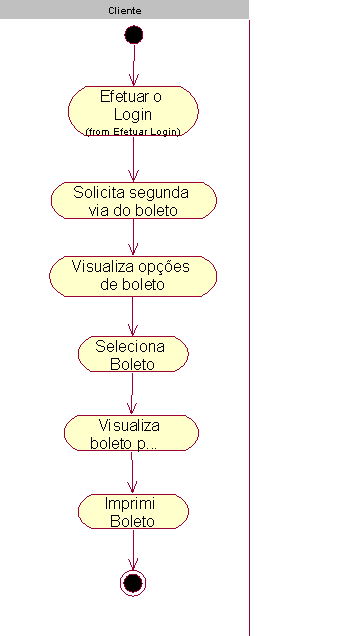 Cliente
Efetuar o
Login
(from Efetuar Login)
Solicita segunda
via do boleto
Visualiza opções
de boleto
Seleciona
Boleto
Visualiza
boleto p...
Imprimi
Boleto